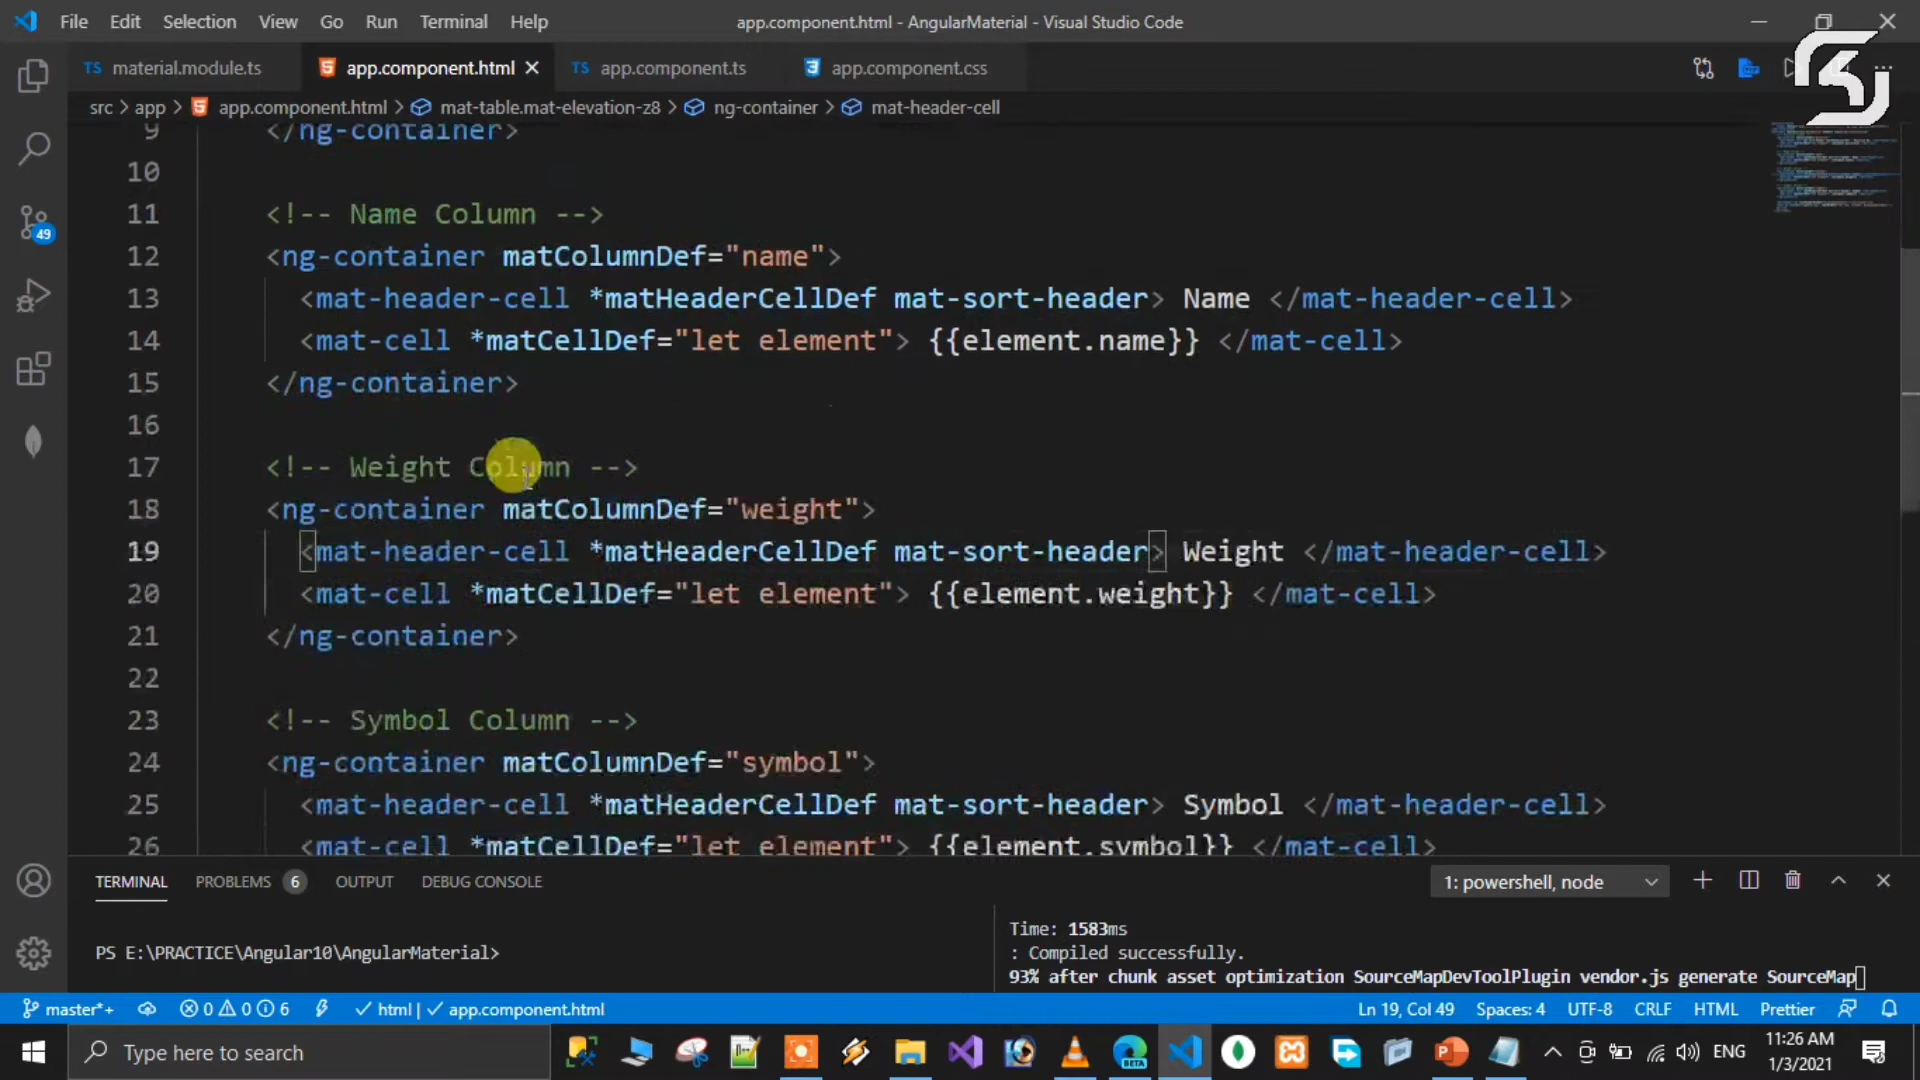 File Edit Selection View Go Run Terminal Help app.component.html - AngularMaterial - Visual Studio Code
TS material.module.ts app.component.html TS app.component.ts app.component.css
src > app > app.component.html > mat-table.mat-elevation-z8 > ng-container > mat-header-cell
9 </ng-container>
10
11 <!-- Name Column -->
12 <ng-container matColumnDef="name">
13 <mat-header-cell *matHeaderCellDef mat-sort-header> Name </mat-header-cell>
14 <mat-cell *matCellDef="let element"> {{element.name}} </mat-cell>
15 </ng-container>
16
17 <!-- Weight Column -->
18 <ng-container matColumnDef="weight">
19 <mat-header-cell *matHeaderCellDef mat-sort-header> Weight </mat-header-cell>
20 <mat-cell *matCellDef="let element"> {{element.weight}} </mat-cell>
21 </ng-container>
22
23 <!-- Symbol Column -->
24 <ng-container matColumnDef="symbol">
25 <mat-header-cell *matHeaderCellDef mat-sort-header> Symbol </mat-header-cell>
26 <mat-cell *matCellDef="let element"> {{element.symbol}} </mat-cell>
49
TERMINAL PROBLEMS 6 OUTPUT DEBUG CONSOLE 1: powershell, node
PS E:\PRACTICE\Angular10\AngularMaterial>
Time: 1583ms
: Compiled successfully.
93% after chunk asset optimization SourceMapDevToolPlugin vendor.js generate SourceMap
master*+ 0 0 6 html | app.component.html Ln 19, Col 49 Spaces: 4 UTF-8 CRLF HTML Prettier
Type here to search BETA ENG 11:26 AM
1/3/2021